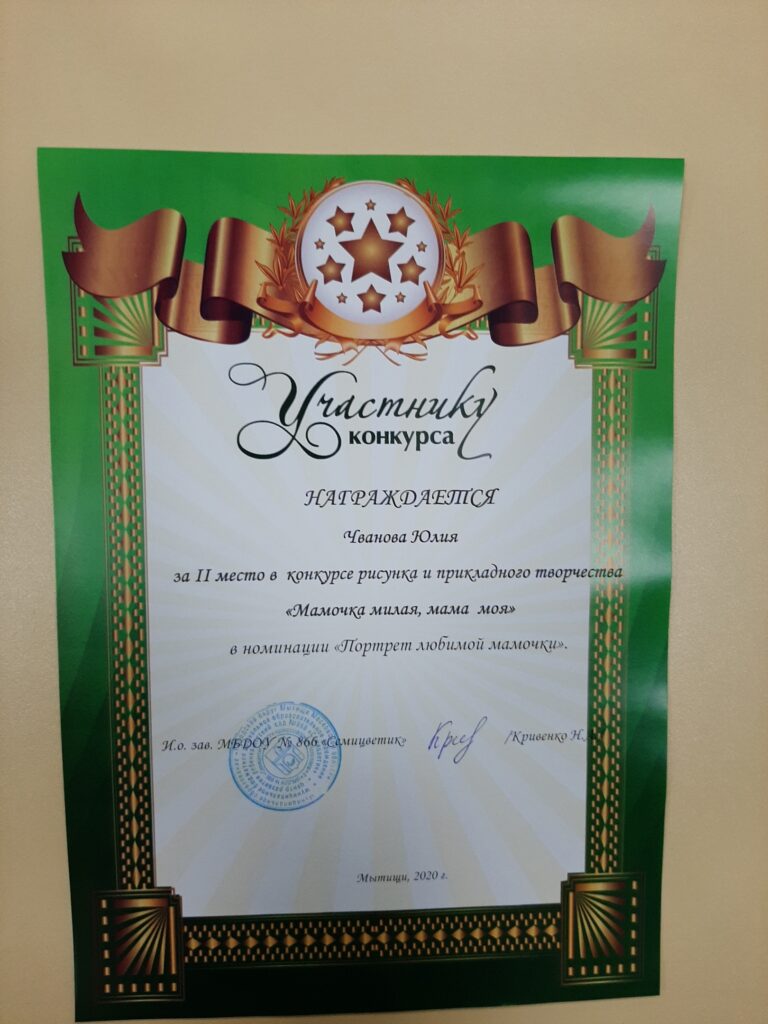 Участнику
конкурса
НАГРАЖДАЕТСЯ
Чванова Юлия
за II место в конкурсе рисунка и прикладного творчества
«Мамочка милая, мама моя»
в номинации «Портрет любимой мамочки».
И.о. зав. МБДОУ № 866 «Семицветик» /Кривенко Н.
Мытищи, 2020 г.